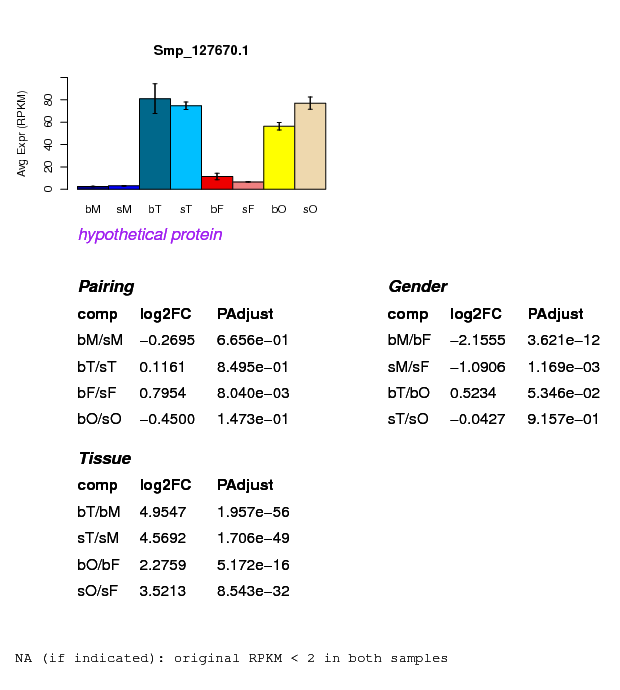 Smp_127670.1
Avg Expr (RPKM)
80
60
40
20
0
bM sM bT sT bF sF bO sO
hypothetical protein
Pairing
comp log2FC PAdjust
bM/sM −0.2695 6.656e−01
bT/sT 0.1161 8.495e−01
bF/sF 0.7954 8.040e−03
bO/sO −0.4500 1.473e−01
Gender
comp log2FC PAdjust
bM/bF −2.1555 3.621e−12
sM/sF −1.0906 1.169e−03
bT/bO 0.5234 5.346e−02
sT/sO −0.0427 9.157e−01
Tissue
comp log2FC PAdjust
bT/bM 4.9547 1.957e−56
sT/sM 4.5692 1.706e−49
bO/bF 2.2759 5.172e−16
sO/sF 3.5213 8.543e−32
NA (if indicated): original RPKM < 2 in both samples